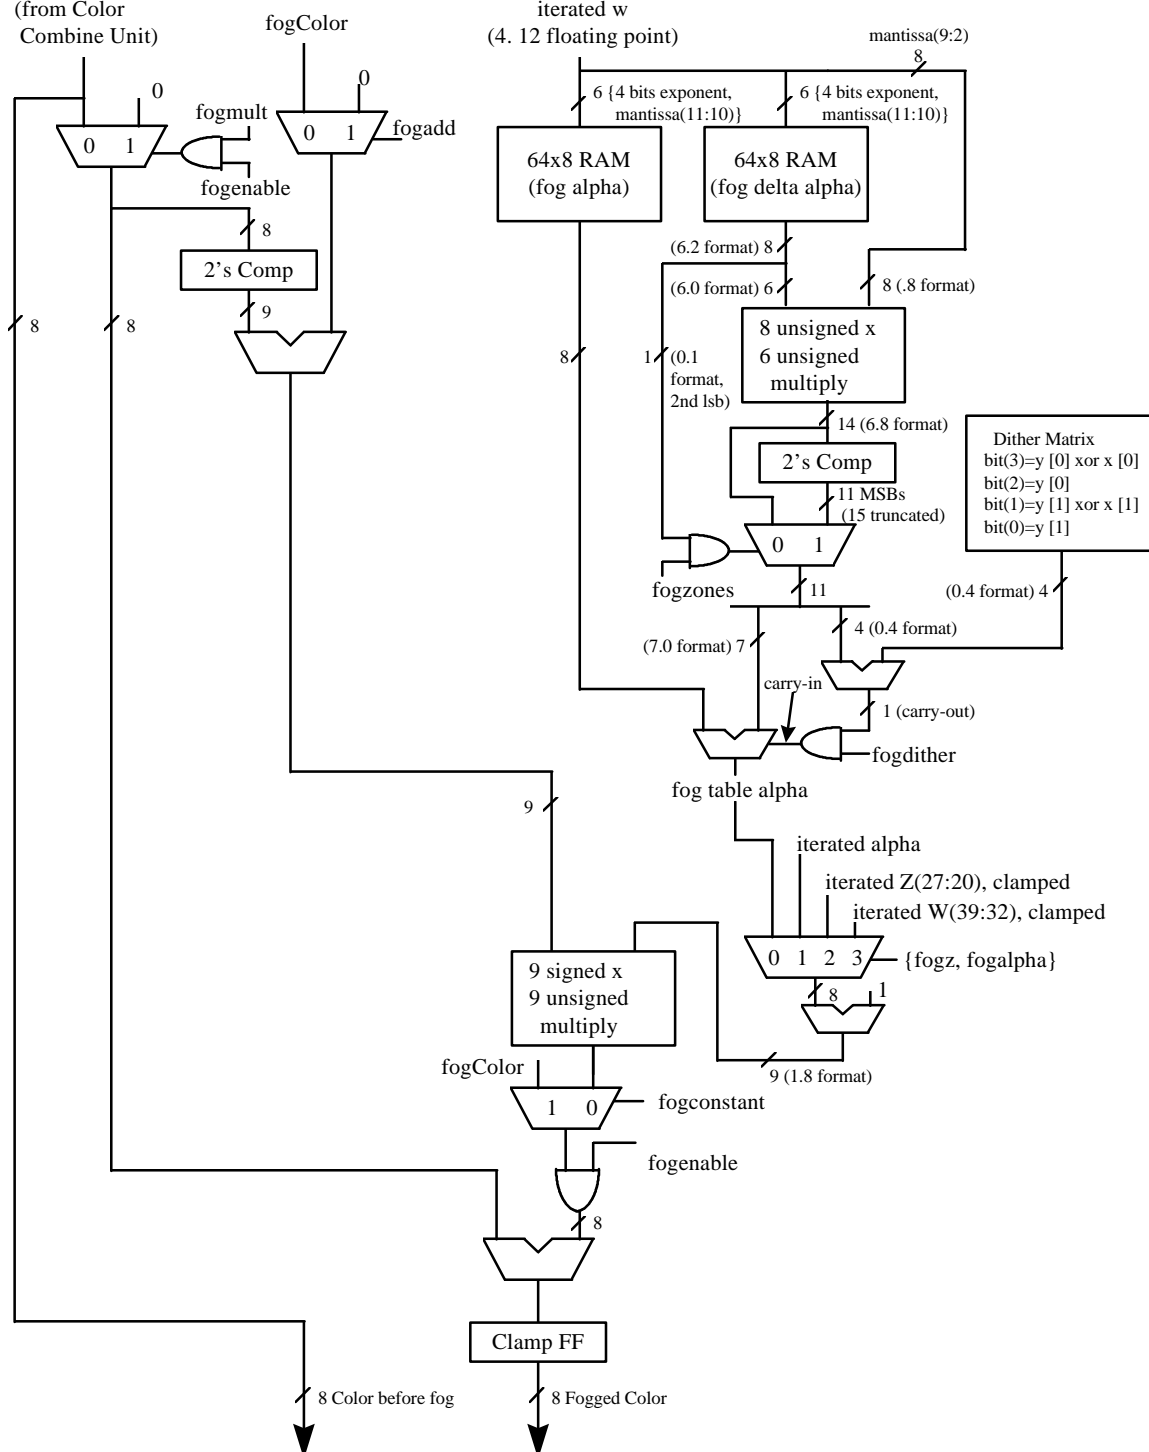 (from Color
Combine Unit)
fogColor
iterated w
(4. 12 floating point)
mantissa(9:2)
8
0
0
fogmult
fogadd
0 1
0 1
fogenable
6 {4 bits exponent,
mantissa(11:10)}
6 {4 bits exponent,
mantissa(11:10)}
64x8 RAM
(fog alpha)
64x8 RAM
(fog delta alpha)
8
2's Comp
9
8
8
(6.2 format) 8
(6.0 format) 6
8 (.8 format)
8 unsigned x
6 unsigned
multiply
8
1
(0.1
format,
2nd lsb)
14 (6.8 format)
2's Comp
11 MSBs
(15 truncated)
Dither Matrix
bit(3)=y [0] xor x [0]
bit(2)=y [0]
bit(1)=y [1] xor x [1]
bit(0)=y [1]
0 1
fogzones
11
(0.4 format) 4
(7.0 format) 7
4 (0.4 format)
carry-in
1 (carry-out)
fogdither
fog table alpha
9
iterated alpha
iterated Z(27:20), clamped
iterated W(39:32), clamped
0 1 2 3
{fogz, fogalpha}
8
1
9 signed x
9 unsigned
multiply
9 (1.8 format)
fogColor
1 0
fogconstant
fogenable
8
Clamp FF
8 Color before fog
8 Fogged Color